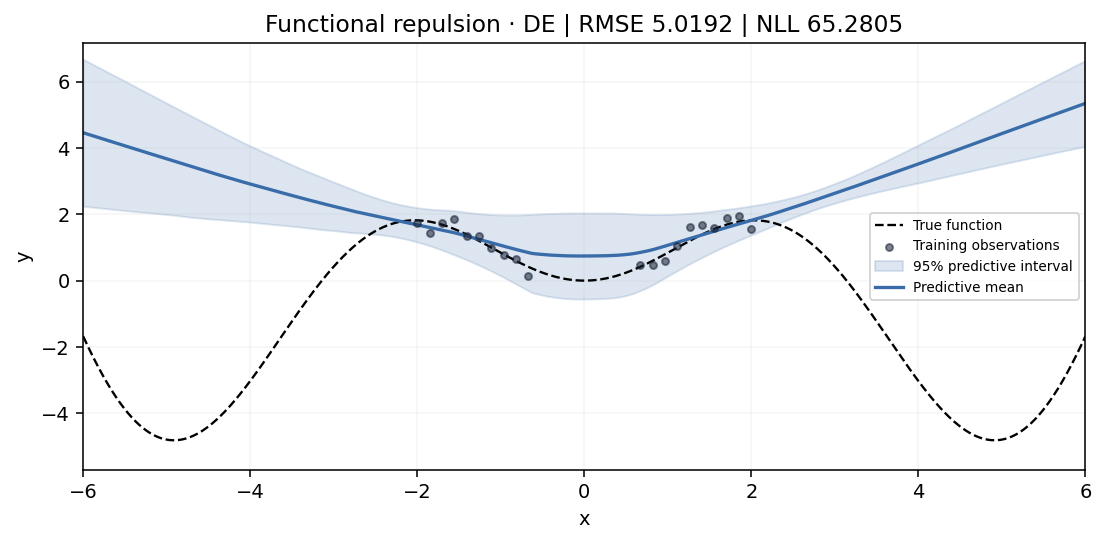 Functional repulsion · DE | RMSE 5.0192 | NLL 65.2805
y
6
4
2
0
−2
−4
True function
Training observations
95% predictive interval
Predictive mean
−6 −4 −2 0 2 4 6
x